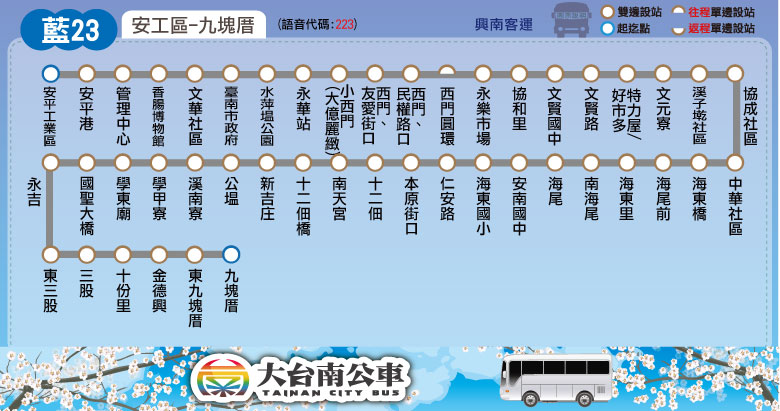 藍23
安工區-九塊厝
(語音代碼:223)
興南客運
雙邊設站
往程單邊設站
起迄點
返程單邊設站
安平工業區
安平港
管理中心
香腸博物館
文華社區
臺南市政府
水萍塭公園
永華站
小西門
(大億麗緻)
西門、
友愛街口
西門、
民權路口
西門圓環
永樂市場
協和里
文賢國中
文賢路
特力屋/
好市多
文元寮
溪子墘社區
協成社區
中華社區
海東橋
海尾前
海東里
南海尾
海尾
安南國中
海東國小
仁安路
本原街口
十二佃
南天宮
十二佃橋
新吉庄
公塭
溪南寮
學甲寮
學東廟
國聖大橋
永吉
東三股
三股
十份里
金德興
東九塊厝
九塊厝
大台南公車
TAINAN CITY BUS